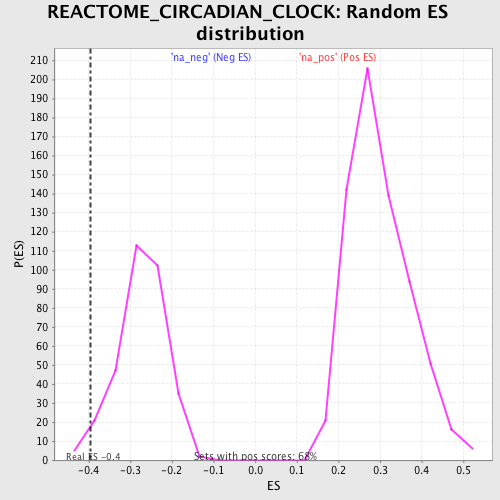 REACTOME_CIRCADIAN_CLOCK: Random ES
distribution
'na_neg' (Neg ES) 'na_pos' (Pos ES)
210
200
190
180
170
160
150
140
130
120
110
100
90
80
70
60
50
40
30
20
10
0
P(ES)
Real ES -0.4
Sets with pos scores: 68%
-0.4 -0.3 -0.2 -0.1 0.0 0.1 0.2 0.3 0.4 0.5
ES